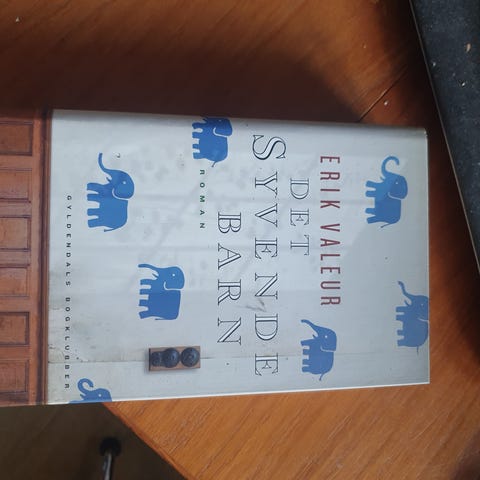 ERIK VALEUR
DET
SYVENDE
BARN
ROMAN
GYLDENDALS BOGKLUBBER